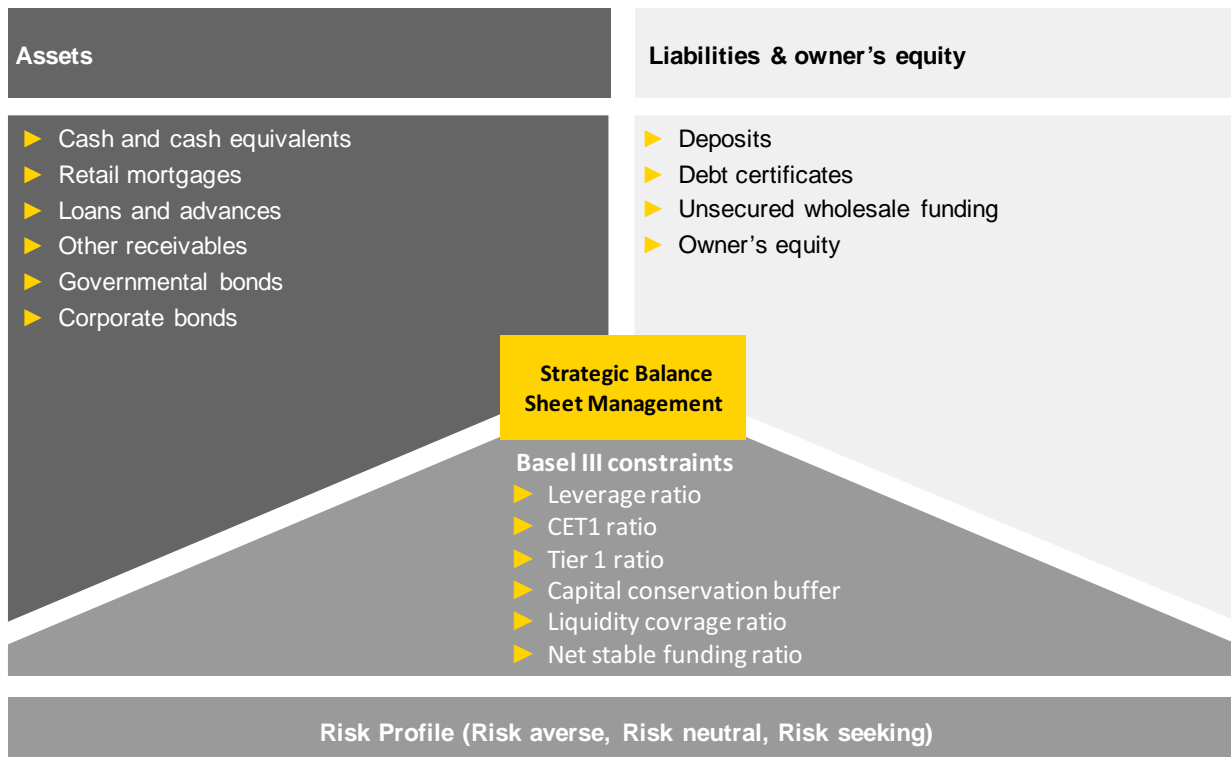 Assets
Cash and cash equivalents
Retail mortgages
Loans and advances
Other receivables
Governmental bonds
Corporate bonds
Liabilities & owner’s equity
Deposits
Debt certificates
Unsecured wholesale funding
Owner’s equity
Strategic Balance
Sheet Management
Basel III constraints
Leverage ratio
CET1 ratio
Tier 1 ratio
Capital conservation buffer
Liquidity covrage ratio
Net stable funding ratio
Risk Profile (Risk averse, Risk neutral, Risk seeking)